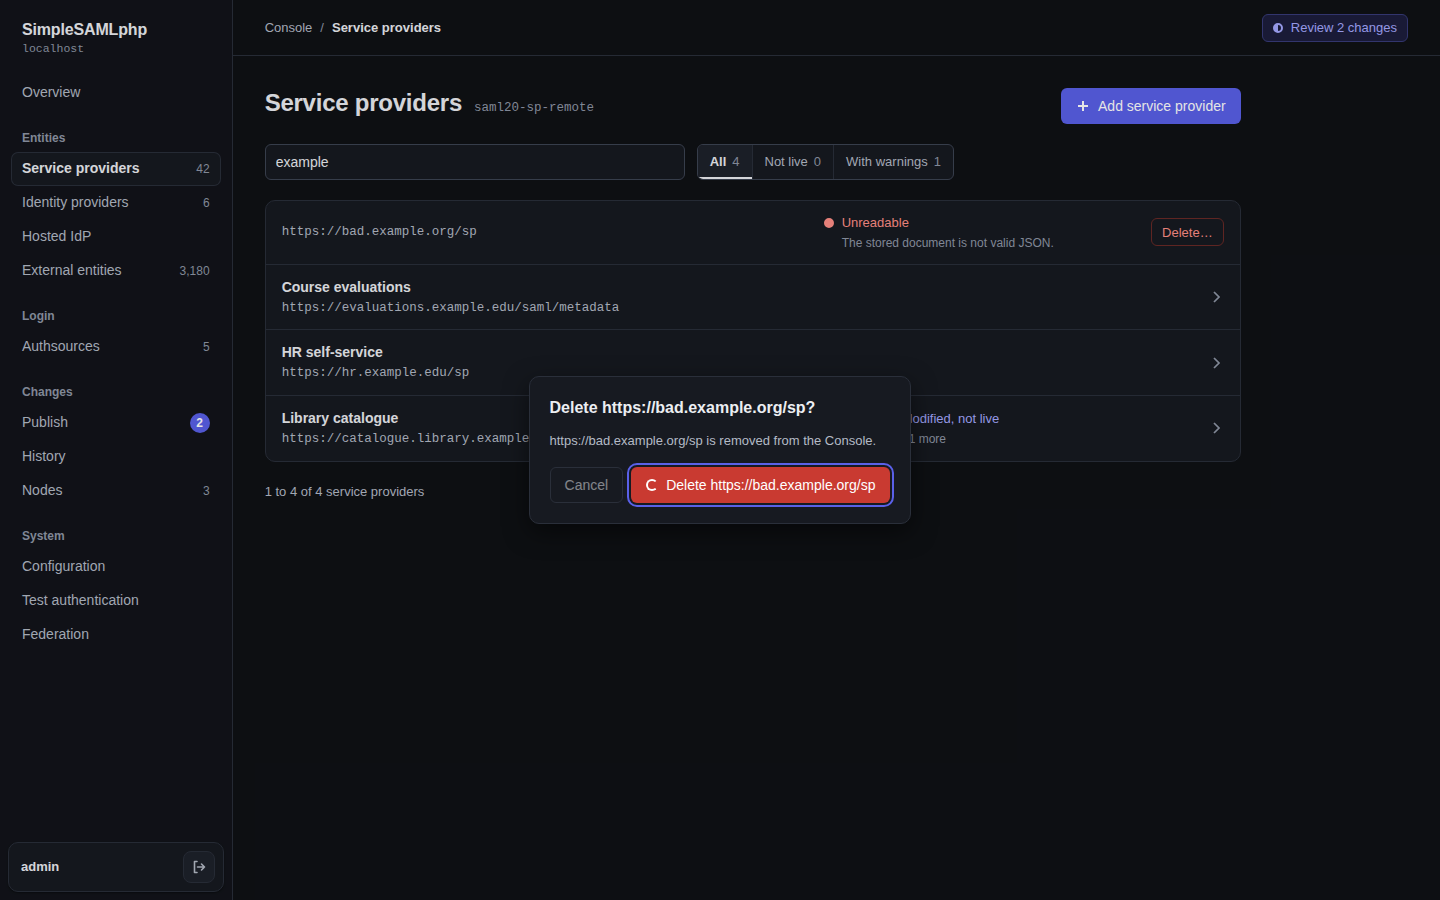 SimpleSAMLphp
localhost
Overview
Entities
Service providers 42
Identity providers 6
Hosted IdP
External entities 3,180
Login
Authsources 5
Changes
Publish 2
History
Nodes 3
System
Configuration
Test authentication
Federation
admin
Console / Service providers
Review 2 changes
Service providers saml20-sp-remote
Add service provider
example
All 4 Not live 0 With warnings 1
https://bad.example.org/sp
Unreadable
The stored document is not valid JSON.
Delete…
Course evaluations
https://evaluations.example.edu/saml/metadata
HR self-service
https://hr.example.edu/sp
Library catalogue
https://catalogue.library.example
odified, not live
1 more
1 to 4 of 4 service providers
Delete https://bad.example.org/sp?
https://bad.example.org/sp is removed from the Console.
Cancel
Delete https://bad.example.org/sp